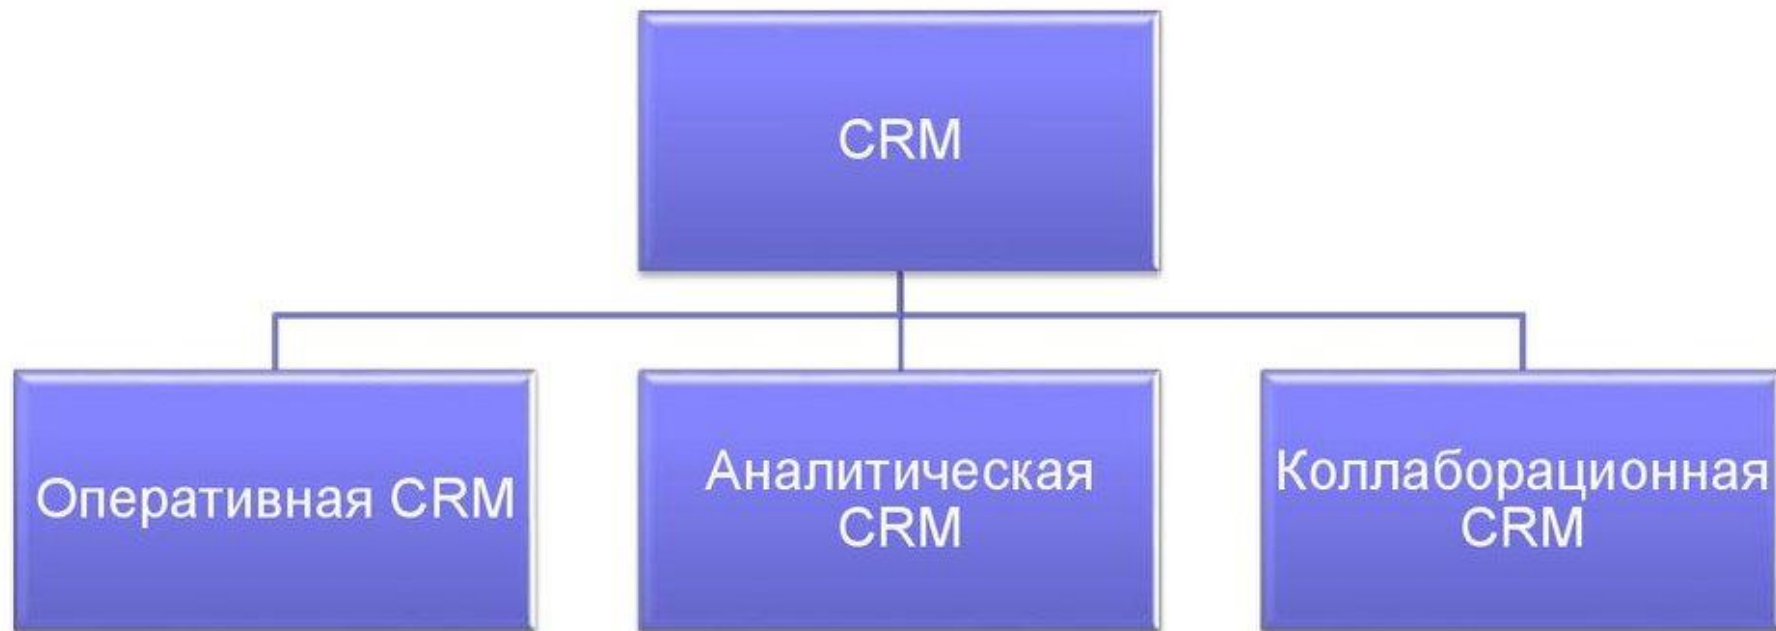 CRM
Оперативная CRM
Аналитическая
CRM
Коллаборационная
CRM